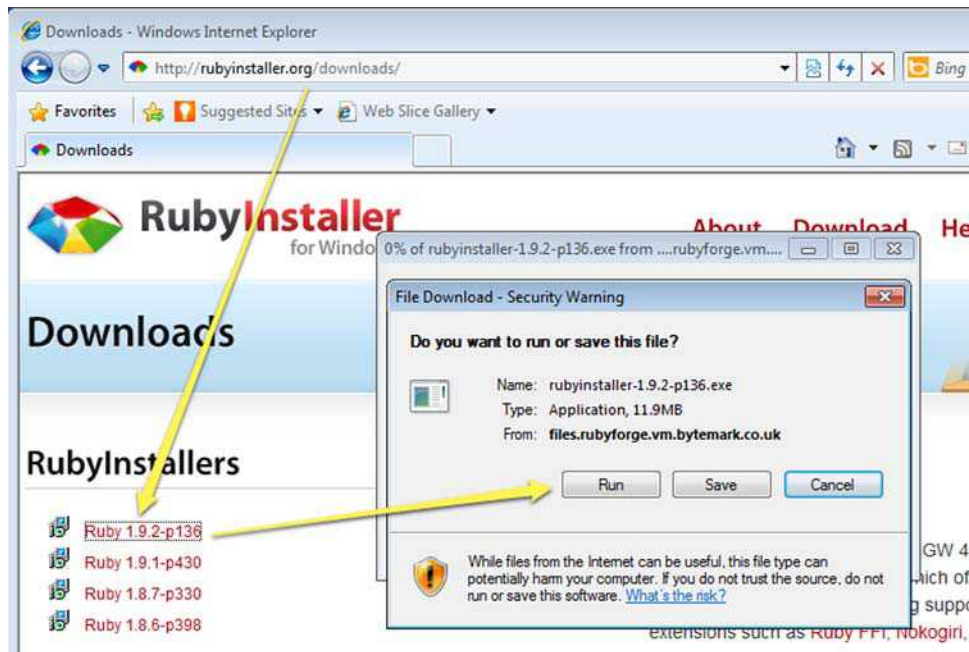 Downloads - Windows Internet Explorer
http://rubyinstaller.org/downloads/
Bing
Favorites
Suggested Sites
Web Slice Gallery
Downloads
RubyInstaller
for Windo
About Download He
0% of rubyinstaller-1.9.2-p136.exe from ....rubyforge.vm....
File Download - Security Warning
Downloads
Do you want to run or save this file?
Name: rubyinstaller-1.9.2-p136.exe
Type: Application, 11.9MB
From: files.rubyforge.vm.bytemark.co.uk
RubyInstallers
Run Save Cancel
Ruby 1.9.2-p136
Ruby 1.9.1-p430
Ruby 1.8.7-p330
Ruby 1.8.6-p398
While files from the Internet can be useful, this file type can
potentially harm your computer. If you do not trust the source, do not
run or save this software. What's the risk?
GW 4
ich of
g suppo
extensions such as Ruby FFI, Nokogiri,